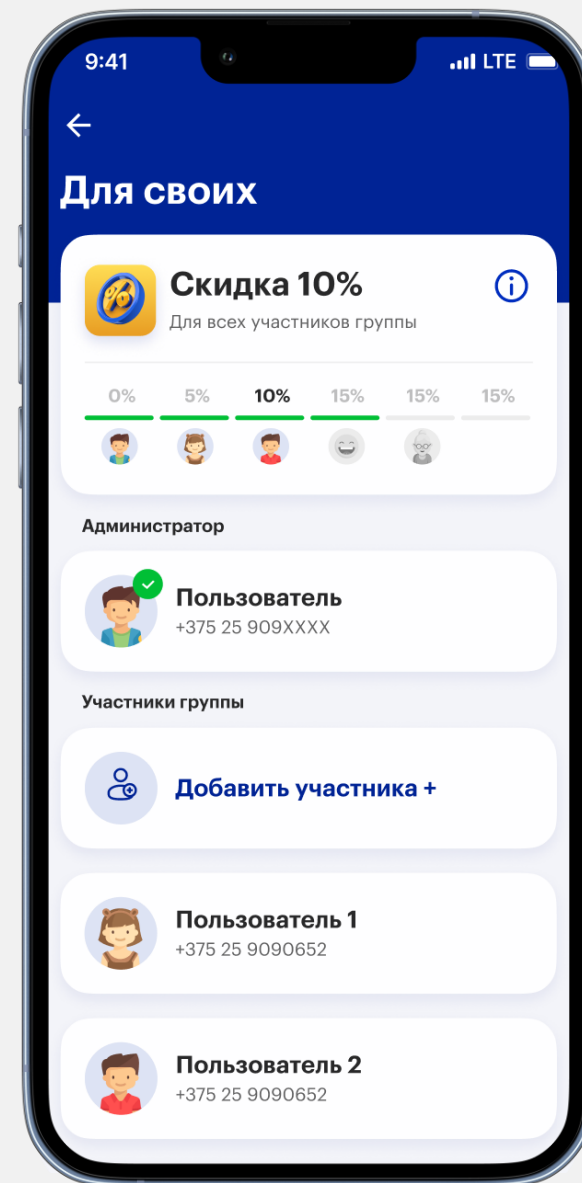 9:41
LTE
Для своих
Скидка 10%
Для всех участников группы
0% 5% 10% 15% 15% 15%
Администратор
Пользователь
+375 25 909XXXX
Участники группы
Добавить участника +
Пользователь 1
+375 25 9090652
Пользователь 2
+375 25 9090652